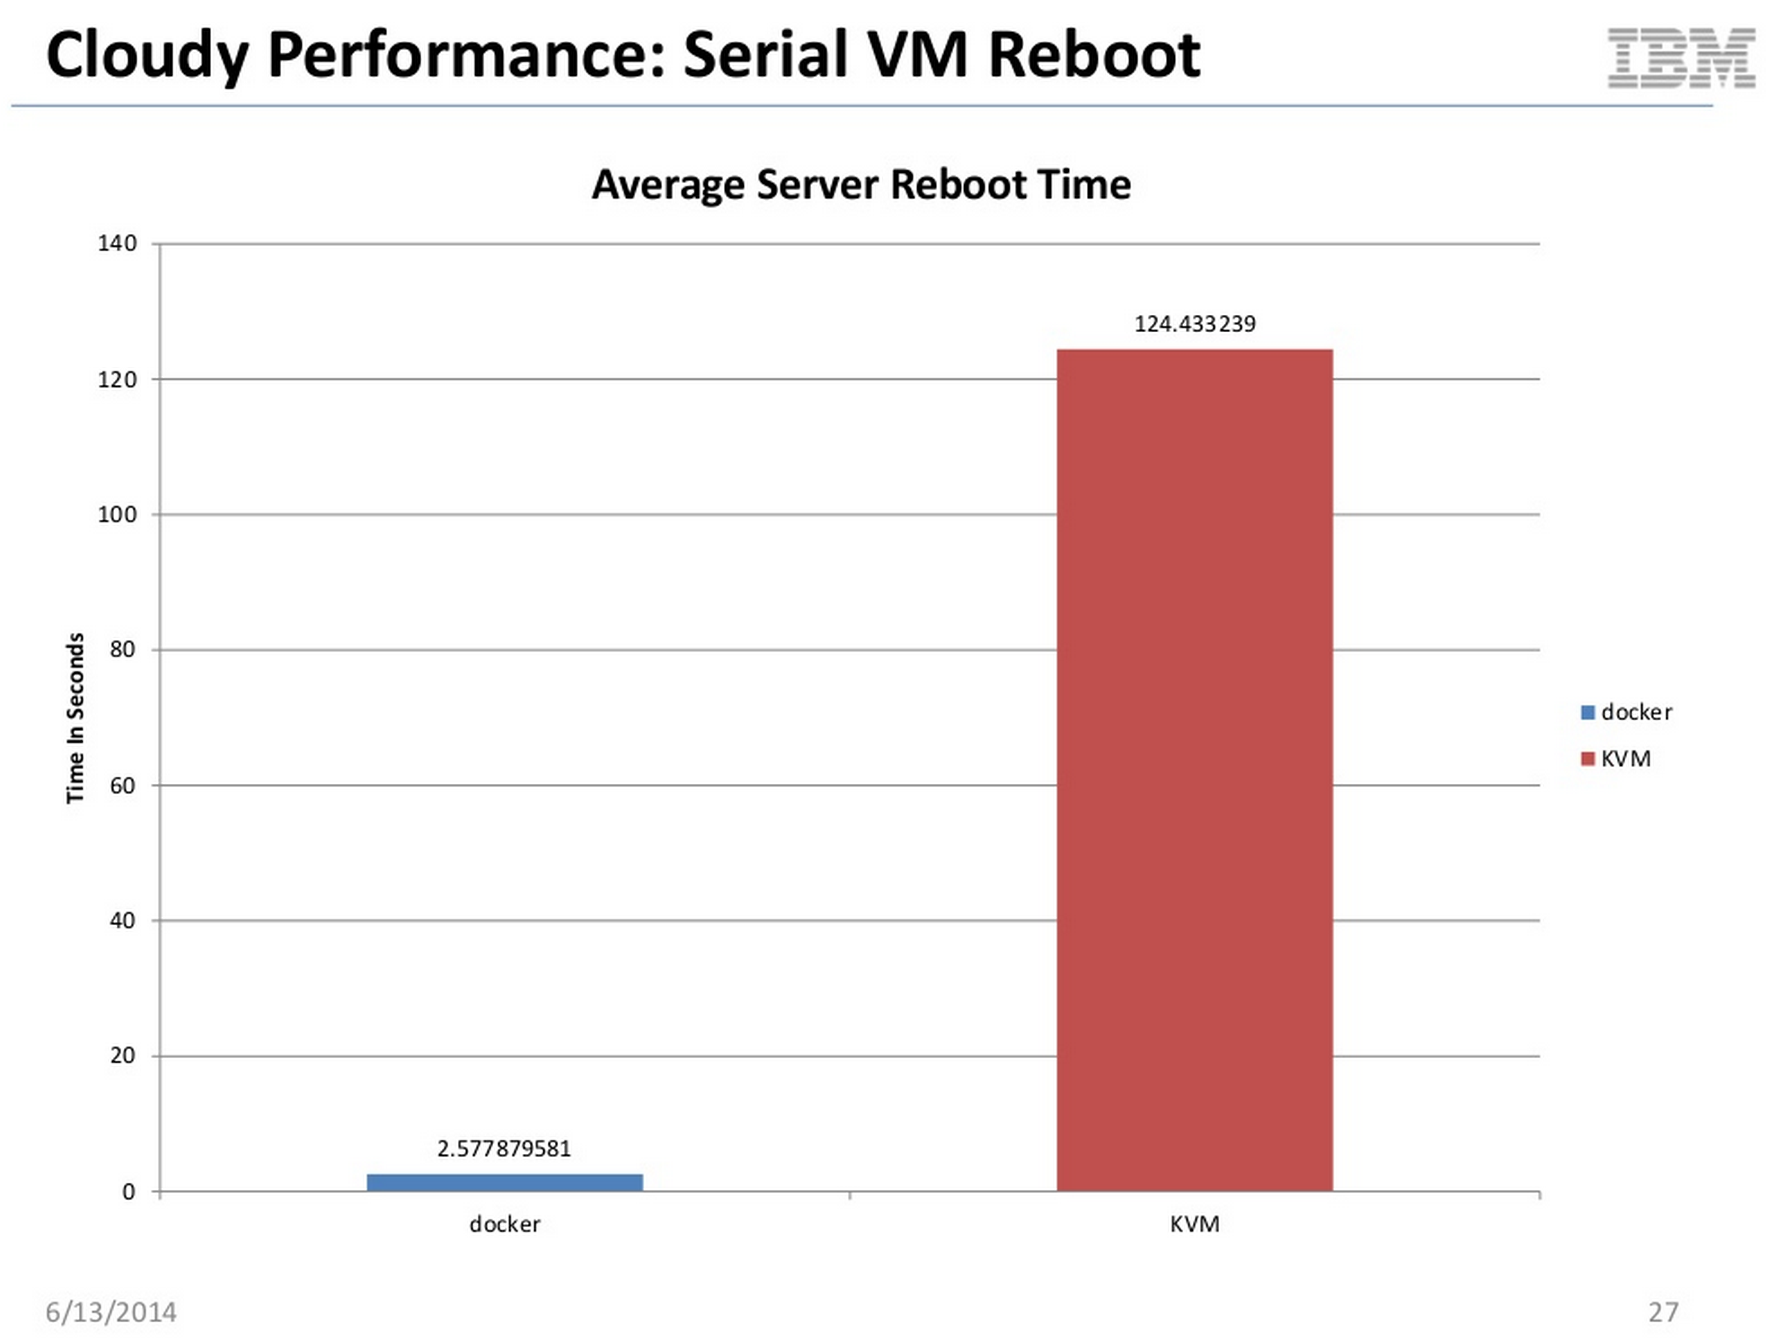 Cloudy Performance: Serial VM Reboot
IBM
Average Server Reboot Time
140
120
100
80
60
40
20
0
Time In Seconds
124.433239
2.577879581
docker
KVM
docker
KVM
6/13/2014
27